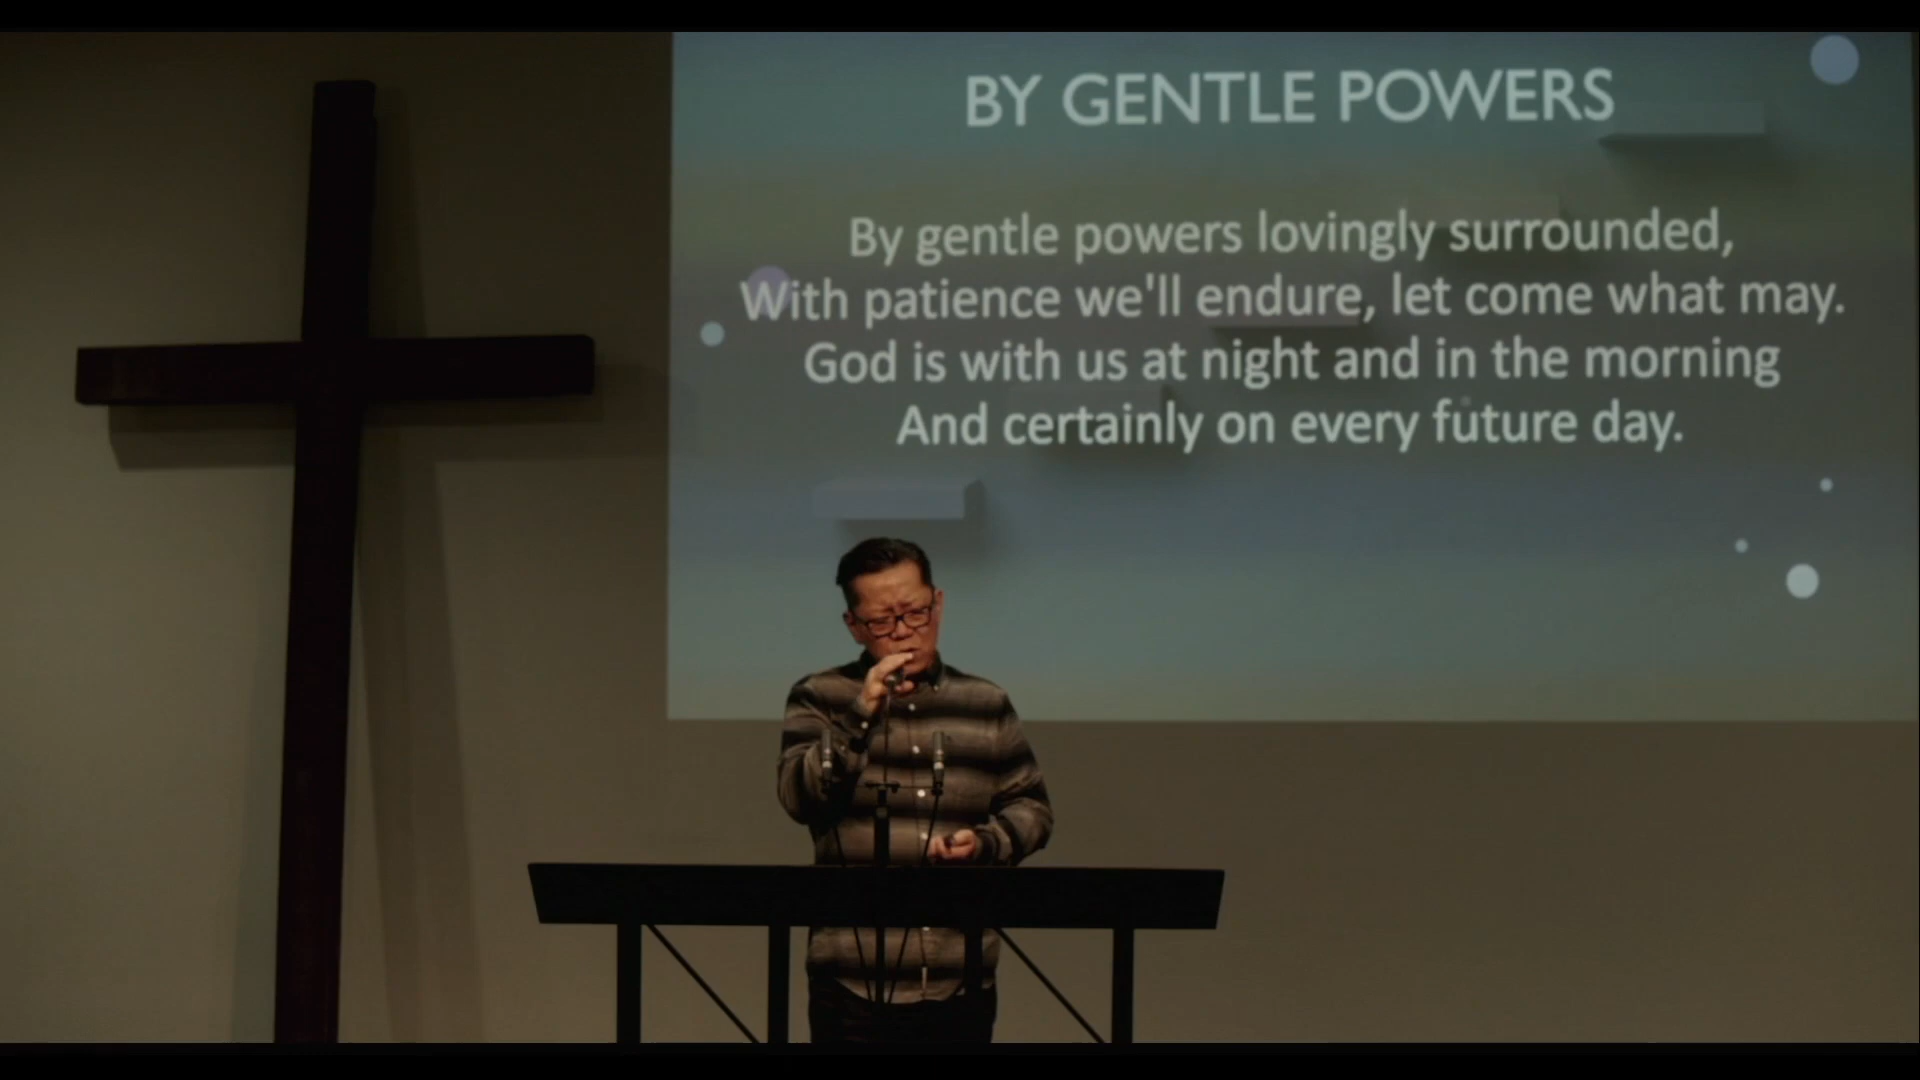 BY GENTLE POWERS
By gentle powers lovingly surrounded,
With patience we'll endure, let come what may.
God is with us at night and in the morning
And certainly on every future day.